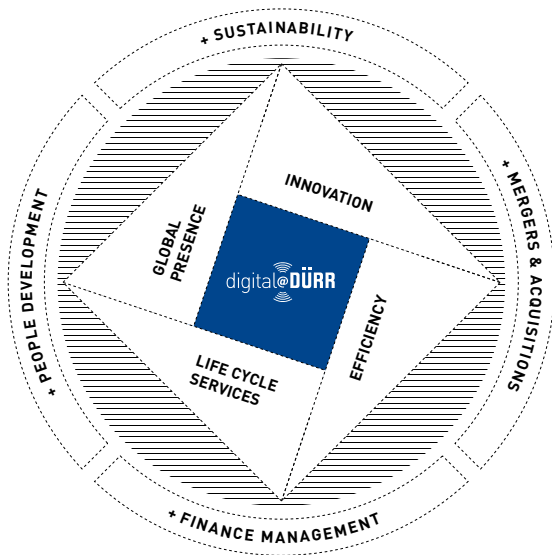 + SUSTAINABILITY
+ MERGERS & ACQUISITIONS
+ PEOPLE DEVELOPMENT
INNOVATION
GLOBAL
PRESENCE
digital@DÜRR
EFFICIENCY
LIFE CYCLE
SERVICES
+ FINANCE MANAGEMENT